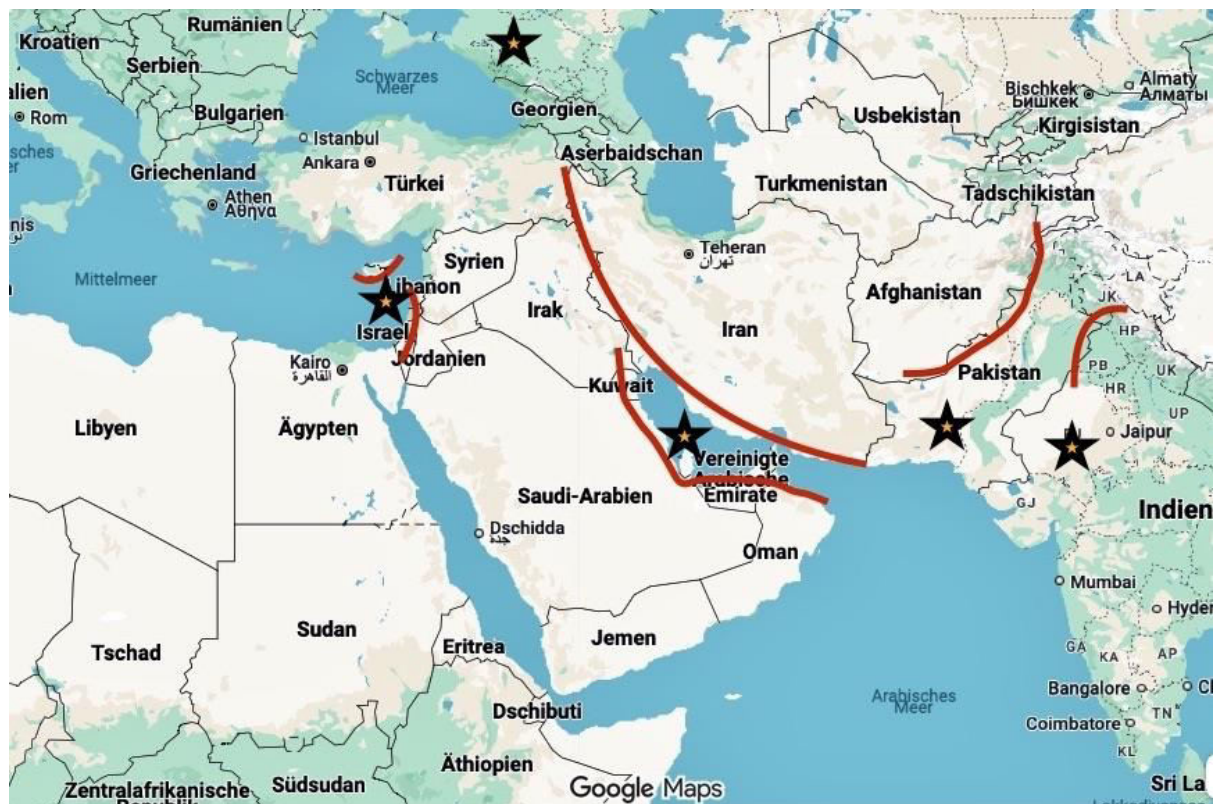 Rumänien
Kroatien
Serbien
Schwarzes
Meer
Bulgarien
Georgien
Rom
Istanbul
Ankara
Aserbaidschan
Griechenland
Türkei
Athen
Αθήνα
Usbekistan
Bischkek
Бишкек
Almaty
Алматы
Kirgisistan
Turkmenistan
Tadschikistan
Mittelmeer
Syrien
Libanon
Israel
Jordanien
Irak
Teheran
تهران
Iran
Afghanistan
LA
JK
HP
Pakistan
PB
UK
HR
UP
Jaipur
Kairo
القاهرة
Kuwait
Libyen
Ägypten
Vereinigte
Arabische
Emirate
Saudi-Arabien
GJ
Indien
Dschidda
جدة
Oman
Mumbai
Tschad
Sudan
Eritrea
Jemen
GA
KA
AP
Arabisches
Meer
Bangalore
Dschibuti
Coimbatore
TN
KL
Äthiopien
Südsudan
Zentralafrikanische
Republik
Google Maps
Sri La